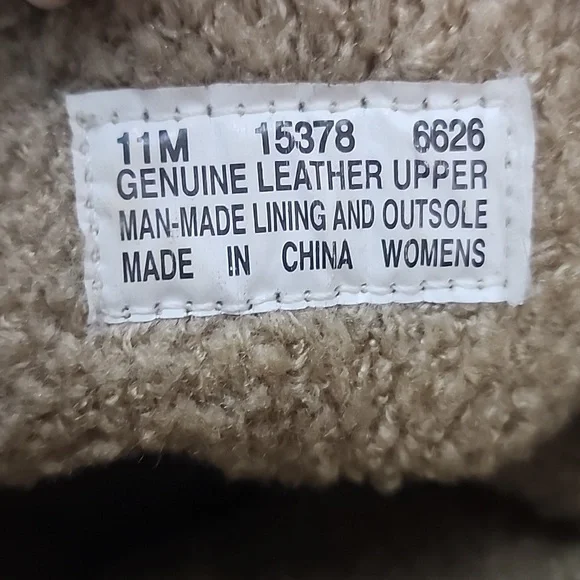 11M 15378 6626
GENUINE LEATHER UPPER
MAN-MADE LINING AND OUTSOLE
MADE IN CHINA WOMENS